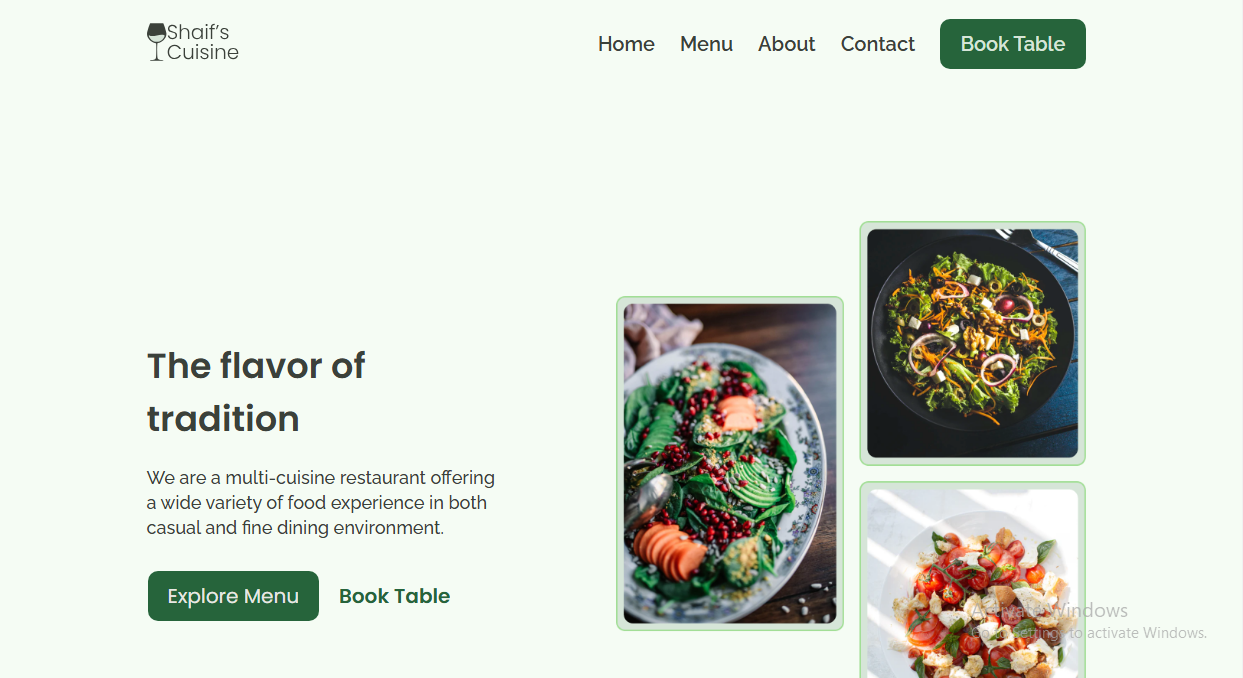 Shaif's
Cuisine
Home Menu About Contact Book Table
The flavor of
tradition
We are a multi-cuisine restaurant offering
a wide variety of food experience in both
casual and fine dining environment.
Explore Menu Book Table
Activate Windows
Go to Settings to activate Windows.